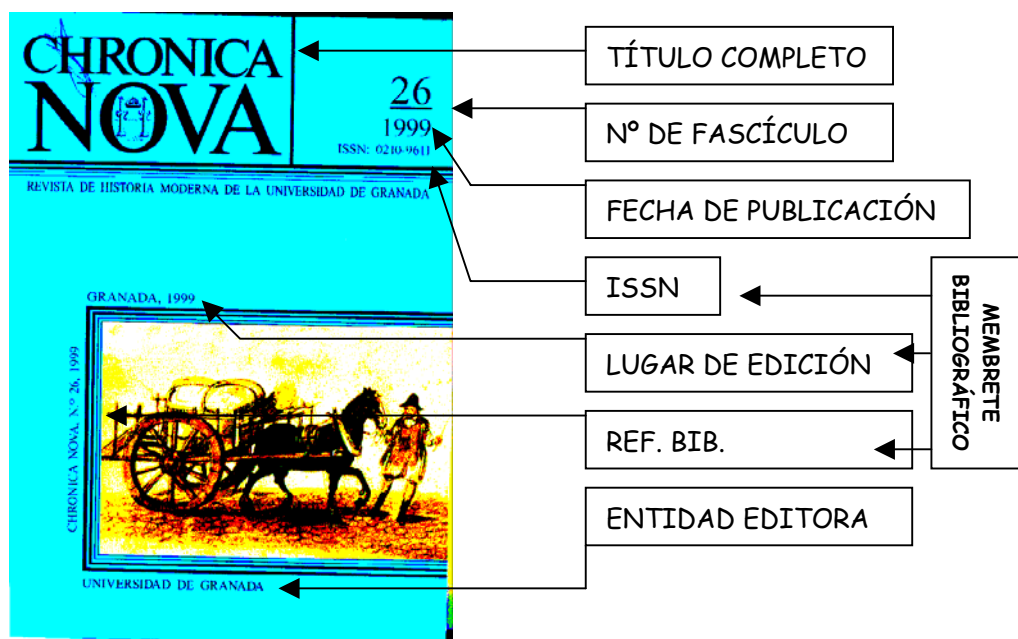 CHRONICA
NOVA
26
1999
ISSN: 0210-9611
REVISTA DE HISTORIA MODERNA DE LA UNIVERSIDAD DE GRANADA
GRANADA, 1999
CHRONICA NOVA, N.º 26, 1999
UNIVERSIDAD DE GRANADA
TÍTULO COMPLETO
Nº DE FASCÍCULO
FECHA DE PUBLICACIÓN
ISSN
LUGAR DE EDICIÓN
REF. BIB.
ENTIDAD EDITORA
MEMBRETE
BIBLIOGRÁFICO